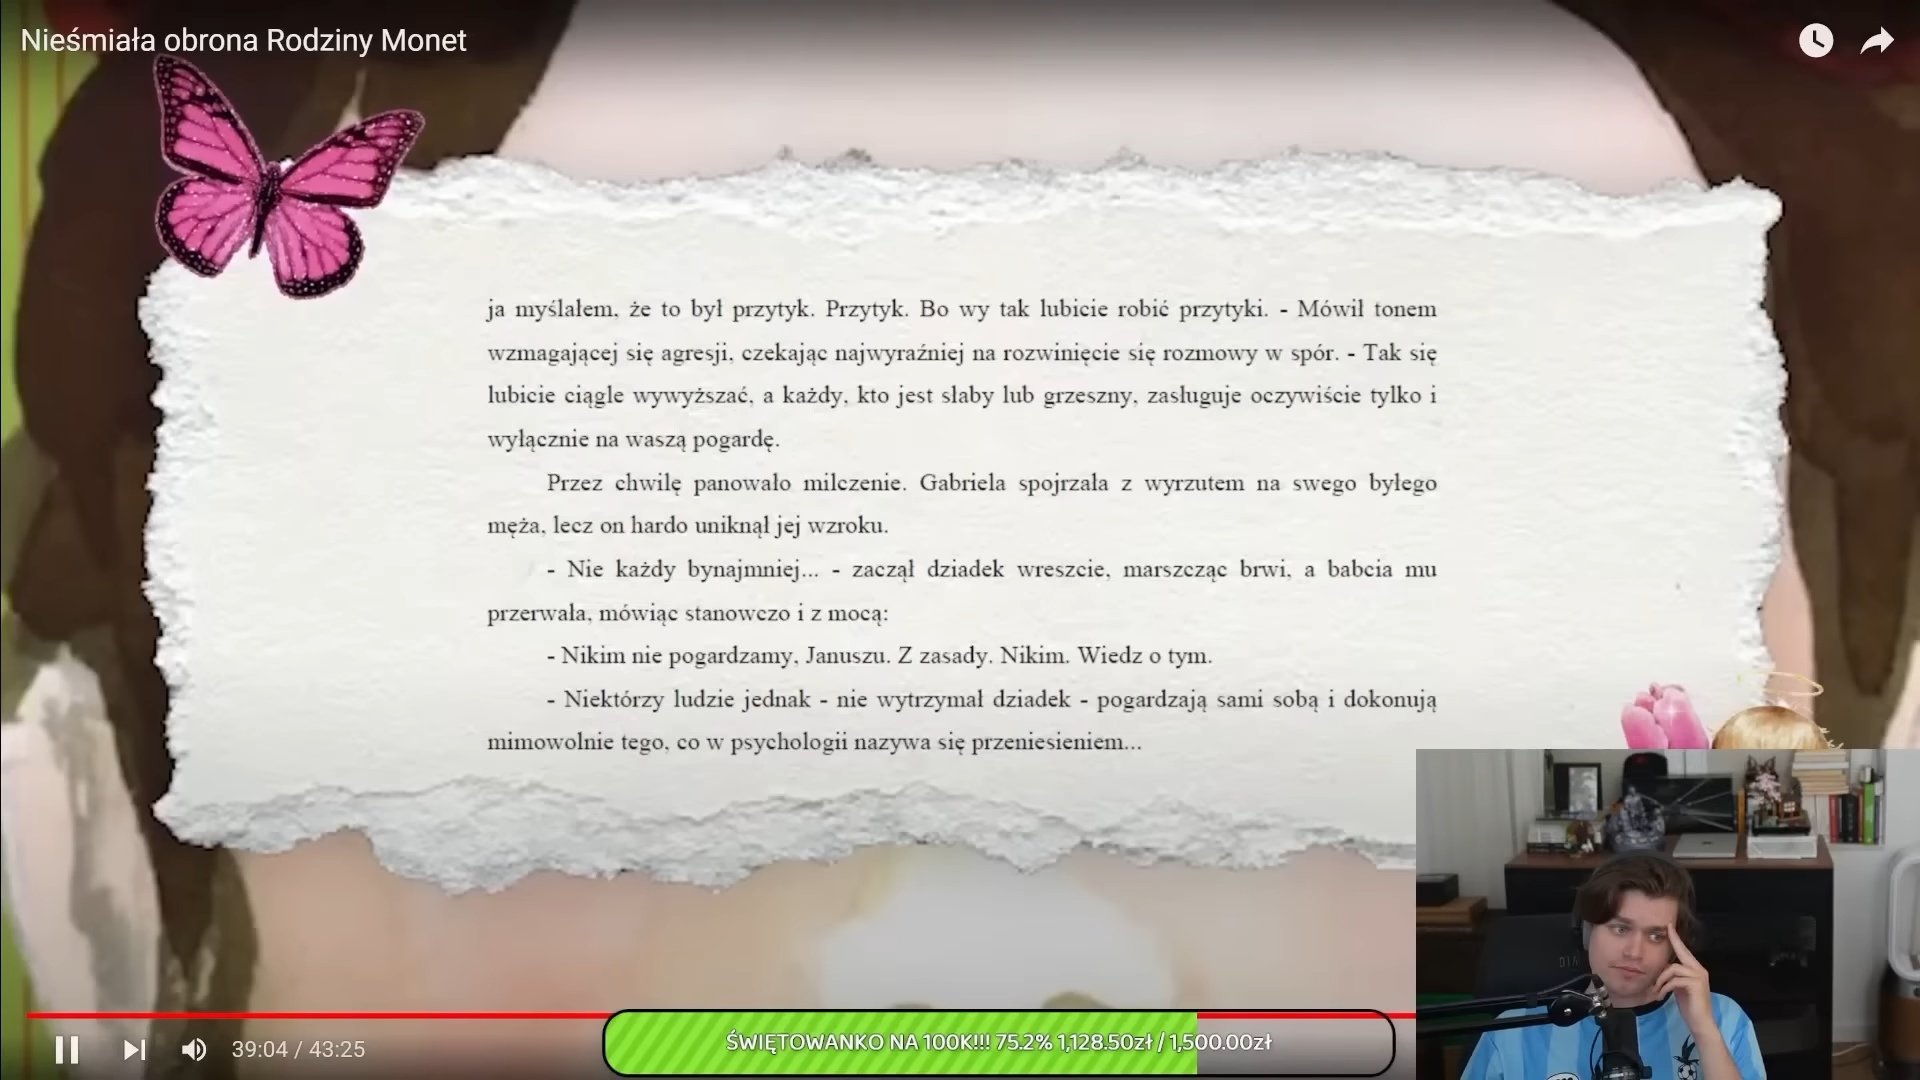 Nieśmiała obrona Rodziny Monet
ja myślałem, że to był przytyk. Przytyk. Bo wy tak lubicie robić przytyki. - Mówił tonem
wzmagającej się agresji, czekając najwyraźniej na rozwinięcie się rozmowy w spór. - Tak się
lubicie ciągle wywyższać, a każdy, kto jest słaby lub grzeszny, zasługuje oczywiście tylko i
wyłącznie na waszą pogardę.
Przez chwilę panowało milczenie. Gabriela spojrzała z wyrzutem na swego byłego
męża, lecz on hardo uniknął jej wzroku.
- Nie każdy bynajmniej... - zaczął dziadek wreszcie, marszcząc brwi, a babcia mu
przerwała, mówiąc stanowczo i z mocą:
- Nikim nie pogardzamy, Januszu. Z zasady. Nikim. Wiedz o tym.
- Niektórzy ludzie jednak - nie wytrzymał dziadek - pogardzają sami sobą i dokonują
mimowolnie tego, co w psychologii nazywa się przeniesieniem...
39:04 / 43:25
ŚWIĘTOWANKO NA 100K!!! 75.2% 1,128.50zł / 1,500.00zł